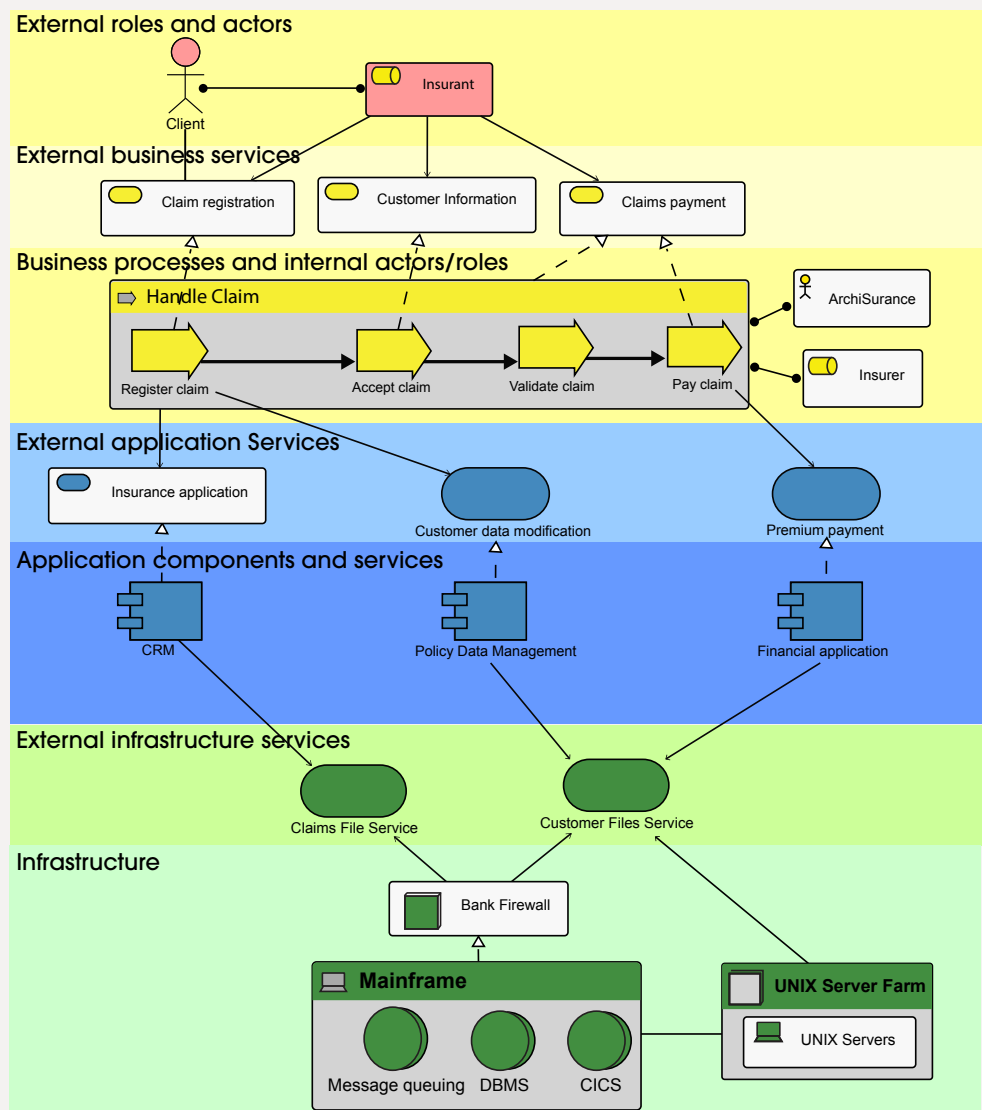 External roles and actors
Insurant
Client
External business services
Claim registration
Customer Information
Claims payment
Business processes and internal actors/roles
Handle Claim
ArchiSurance
Register claim
Accept claim
Validate claim
Pay claim
Insurer
External application Services
Insurance application
Customer data modification
Premium payment
Application components and services
CRM
Policy Data Management
Financial application
External infrastructure services
Claims File Service
Customer Files Service
Infrastructure
Bank Firewall
Mainframe
UNIX Server Farm
UNIX Servers
Message queuing
DBMS
CICS